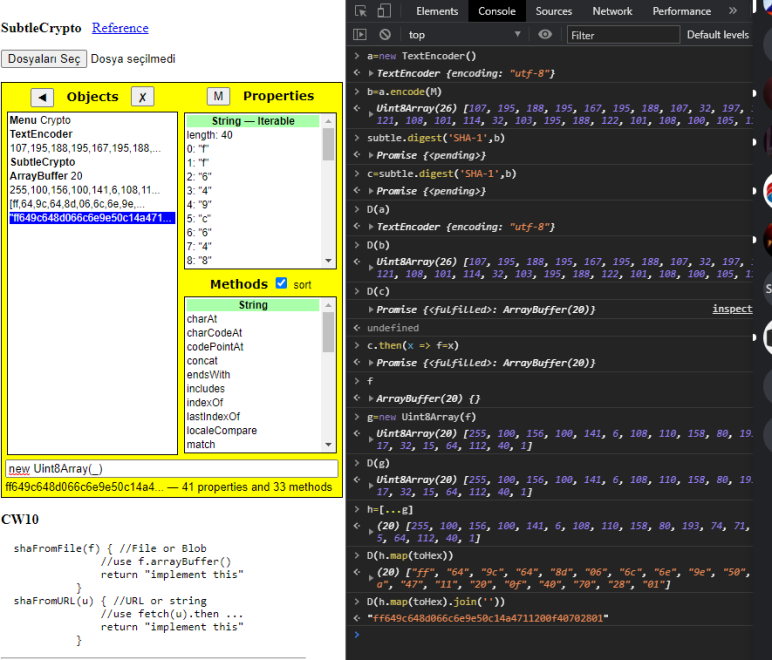 SubtleCrypto Reference
Dosyaları Seç Dosya seçilmedi
◄ Objects X
M Properties
Menu Crypto
TextEncoder
107,195,188,195,167,195,188,...
SubtleCrypto
ArrayBuffer 20
255,100,156,100,141,6,108,11...
[ff,64,9c,64,8d,06,6c,6e,9e,...
"ff649c648d066c6e9e50c14a471...
String — Iterable
length: 40
0: "f"
1: "f"
2: "6"
3: "4"
4: "9"
5: "c"
6: "6"
7: "4"
8: "8"
Methods sort
String
charAt
charCodeAt
codePointAt
concat
endsWith
includes
indexOf
lastIndexOf
localeCompare
match
new Uint8Array(_)
ff649c648d066c6e9e50c14a4... — 41 properties and 33 methods
CW10
shaFromFile(f) { //File or Blob
//use f.arrayBuffer()
return "implement this"
}
shaFromURL(u) { //URL or string
//use fetch(u).then ...
return "implement this"
}
Elements Console Sources Network Performance »
top Filter Default levels
> a=new TextEncoder()
TextEncoder {encoding: "utf-8"}
> b=a.encode(M)
Uint8Array(26) [107, 195, 188, 195, 167, 195, 188, 107, 32, 197,
121, 108, 101, 114, 32, 103, 195, 188, 122, 101, 108, 100, 105, 1
> subtle.digest('SHA-1',b)
Promise {<pending>}
> c=subtle.digest('SHA-1',b)
Promise {<pending>}
> D(a)
TextEncoder {encoding: "utf-8"}
> D(b)
Uint8Array(26) [107, 195, 188, 195, 167, 195, 188, 107, 32, 197,
121, 108, 101, 114, 32, 103, 195, 188, 122, 101, 108, 100, 105, 1
> D(c)
Promise {<fulfilled>: ArrayBuffer(20)} inspect
undefined
> c.then(x => f=x)
Promise {<fulfilled>: ArrayBuffer(20)}
> f
ArrayBuffer(20) {}
> g=new Uint8Array(f)
Uint8Array(20) [255, 100, 156, 100, 141, 6, 108, 110, 158, 80, 19
17, 32, 15, 64, 112, 40, 1]
> D(g)
Uint8Array(20) [255, 100, 156, 100, 141, 6, 108, 110, 158, 80, 19
17, 32, 15, 64, 112, 40, 1]
> h=[...g]
(20) [255, 100, 156, 100, 141, 6, 108, 110, 158, 80, 193, 74, 71,
5, 64, 112, 40, 1]
> D(h.map(toHex))
(20) ["ff", "64", "9c", "64", "8d", "06", "6c", "6e", "9e", "50",
a", "47", "11", "20", "0f", "40", "70", "28", "01"]
> D(h.map(toHex).join(''))
"ff649c648d066c6e9e50c14a4711200f40702801"
>